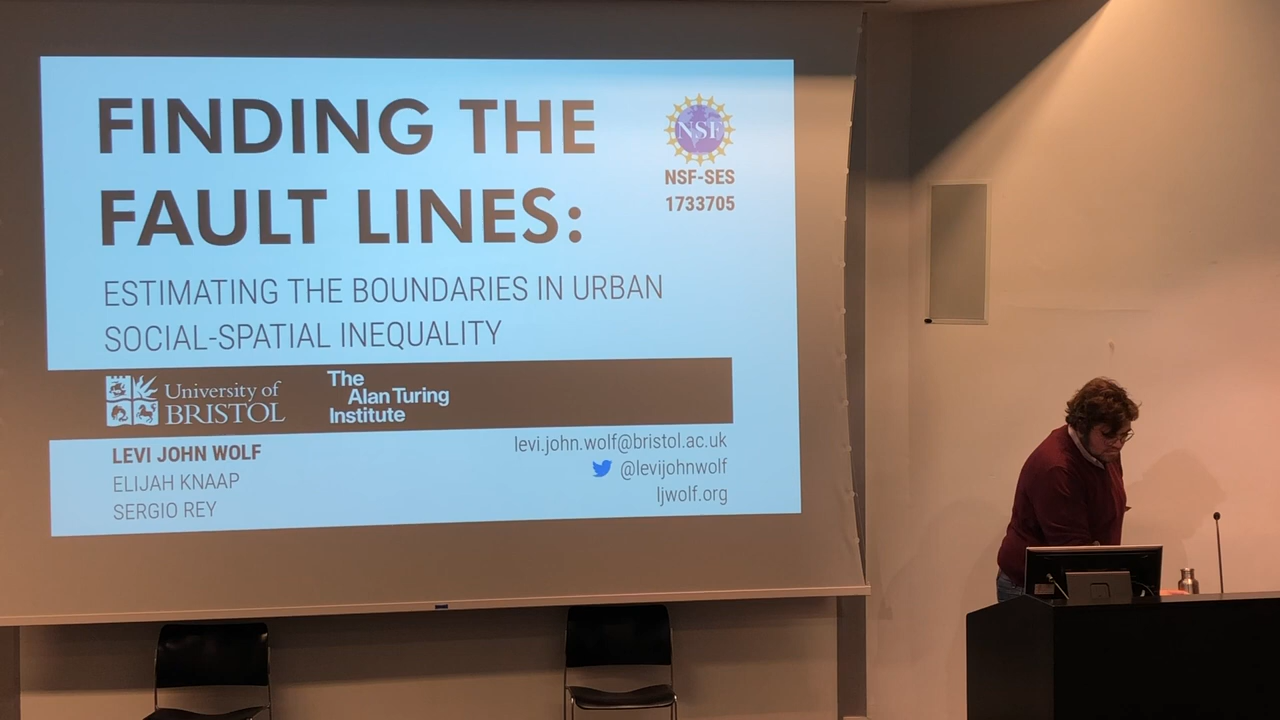 FINDING THE
FAULT LINES:
NSF
NSF-SES
1733705
ESTIMATING THE BOUNDARIES IN URBAN
SOCIAL-SPATIAL INEQUALITY
University of
BRISTOL
The
Alan Turing
Institute
LEVI JOHN WOLF
ELIJAH KNAAP
SERGIO REY
levi.john.wolf@bristol.ac.uk
@levijohnwolf
ljwolf.org